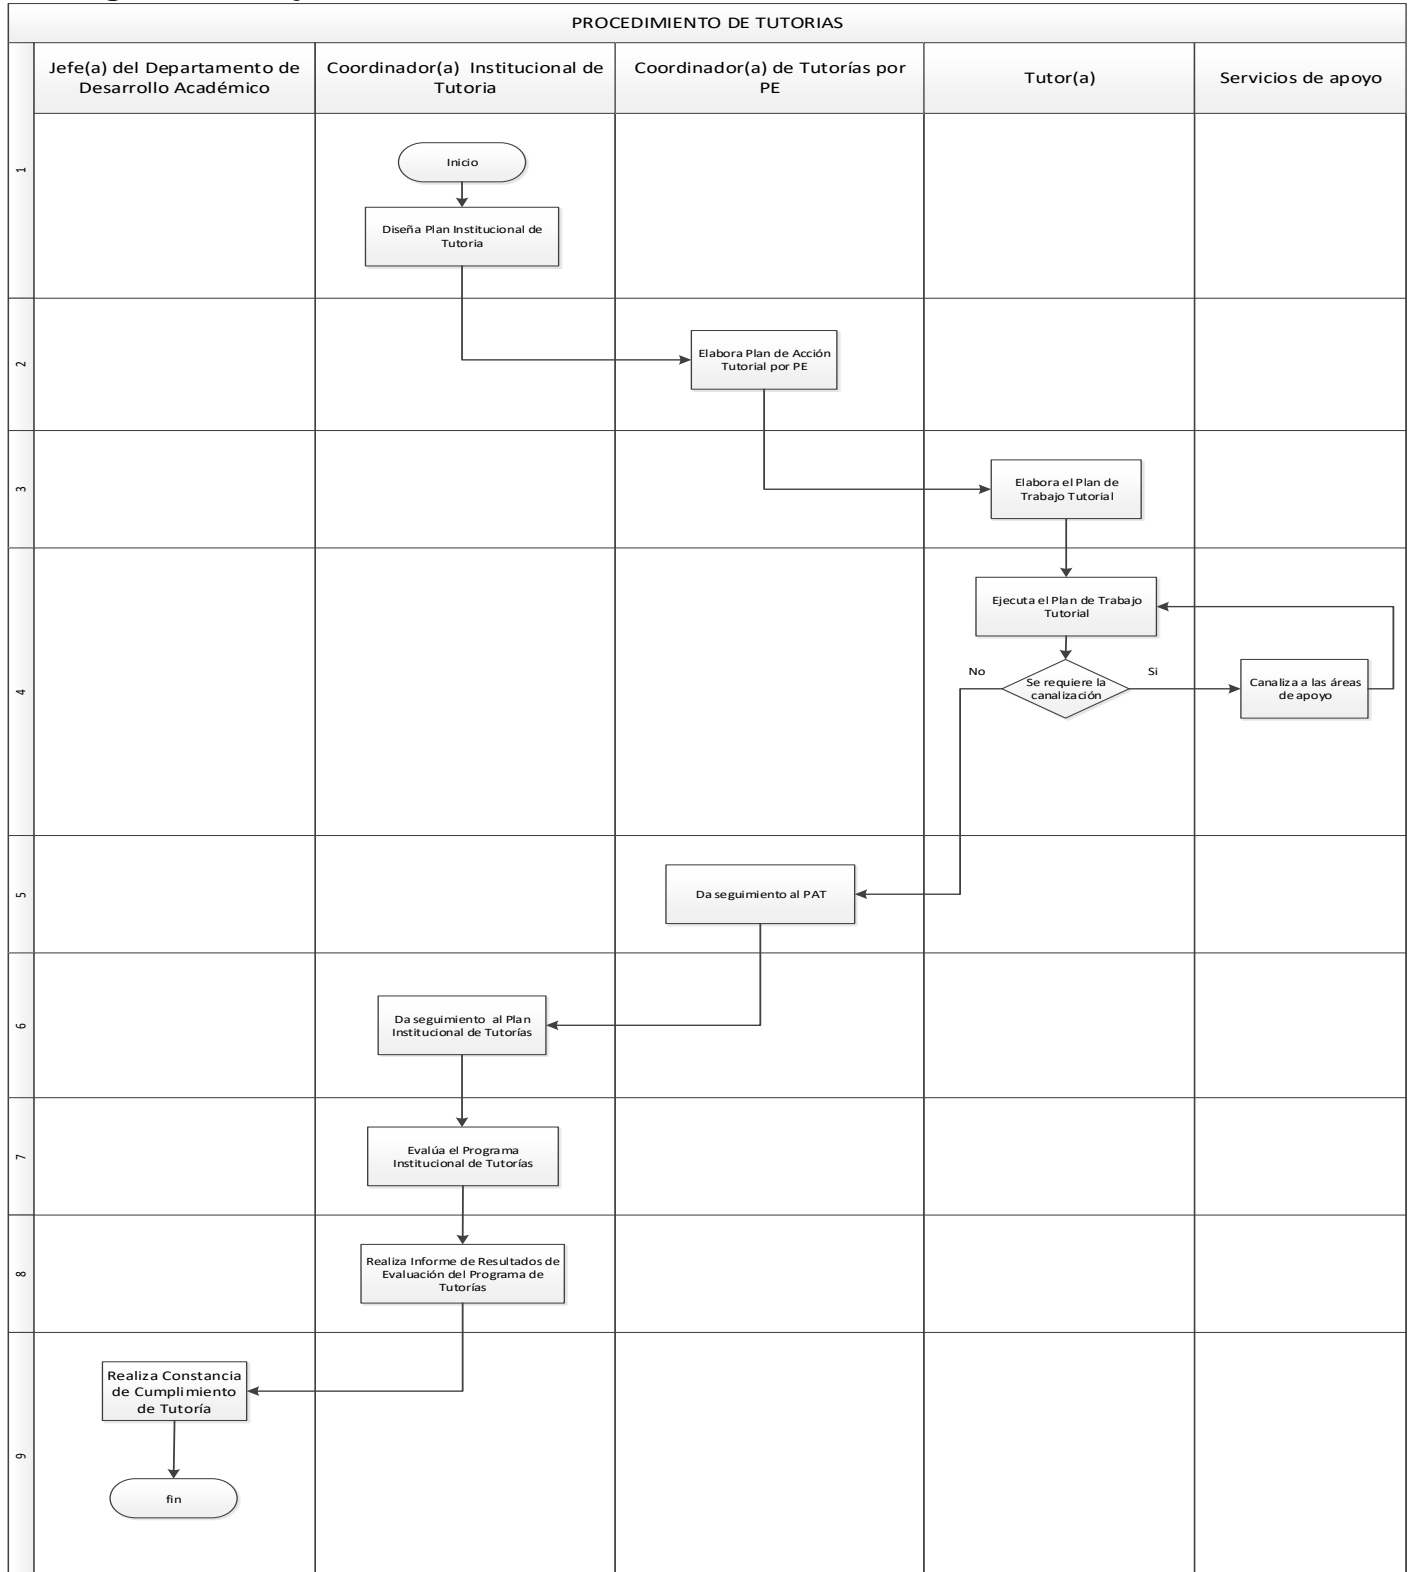 PROCEDIMIENTO DE TUTORIAS
Jefe(a) del Departamento de
Desarrollo Académico
Coordinador(a) Institucional de
Tutoria
Coordinador(a) de Tutorías por
PE
Tutor(a)
Servicios de apoyo
1
Inicio
Diseña Plan Institucional de
Tutoria
2
Elabora Plan de Acción
Tutorial por PE
3
Elabora el Plan de
Trabajo Tutorial
4
Ejecuta el Plan de Trabajo
Tutorial
No
Se requiere la
canalización
Si
Canaliza a las áreas
de apoyo
5
Da seguimiento al PAT
6
Da seguimiento al Plan
Institucional de Tutorías
7
Evalúa el Programa
Institucional de Tutorías
8
Realiza Informe de Resultados de
Evaluación del Programa de
Tutorías
9
Realiza Constancia
de Cumplimiento
de Tutoría
fin